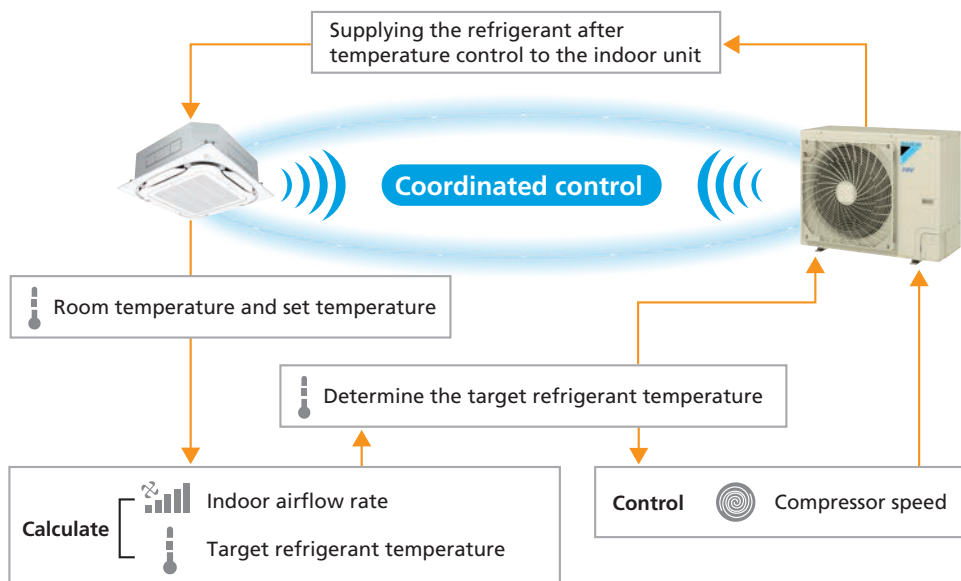 Supplying the refrigerant after
temperature control to the indoor unit
Coordinated control
Room temperature and set temperature
Determine the target refrigerant temperature
Calculate
Indoor airflow rate
Target refrigerant temperature
Control
Compressor speed